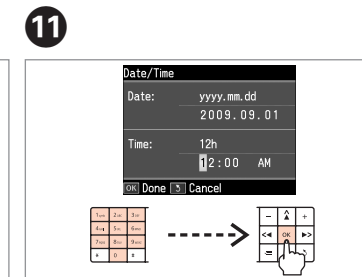 11
Date/Time
Date: yyyy.mm.dd
2009.09.01
Time: 12h
12:00 AM
OK Done Cancel
- +
OK
0